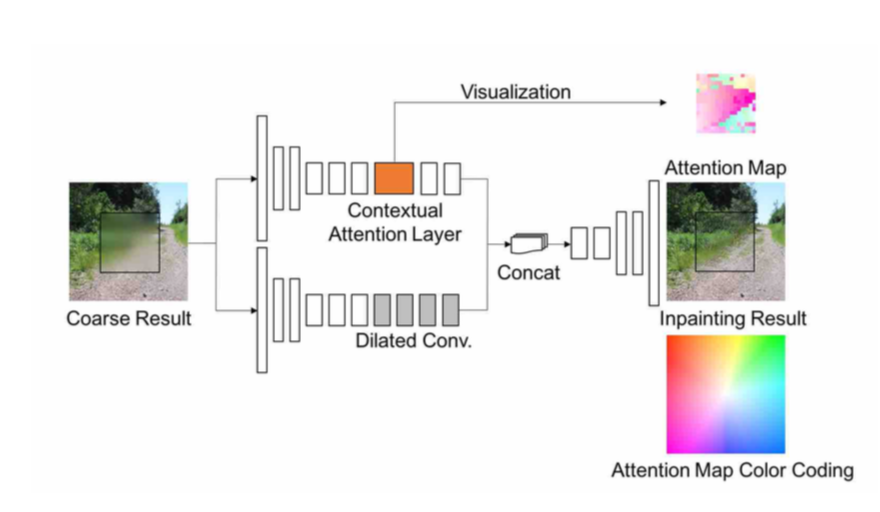 Visualization
Attention Map
Contextual
Attention Layer
Concat
Coarse Result
Inpainting Result
Dilated Conv.
Attention Map Color Coding